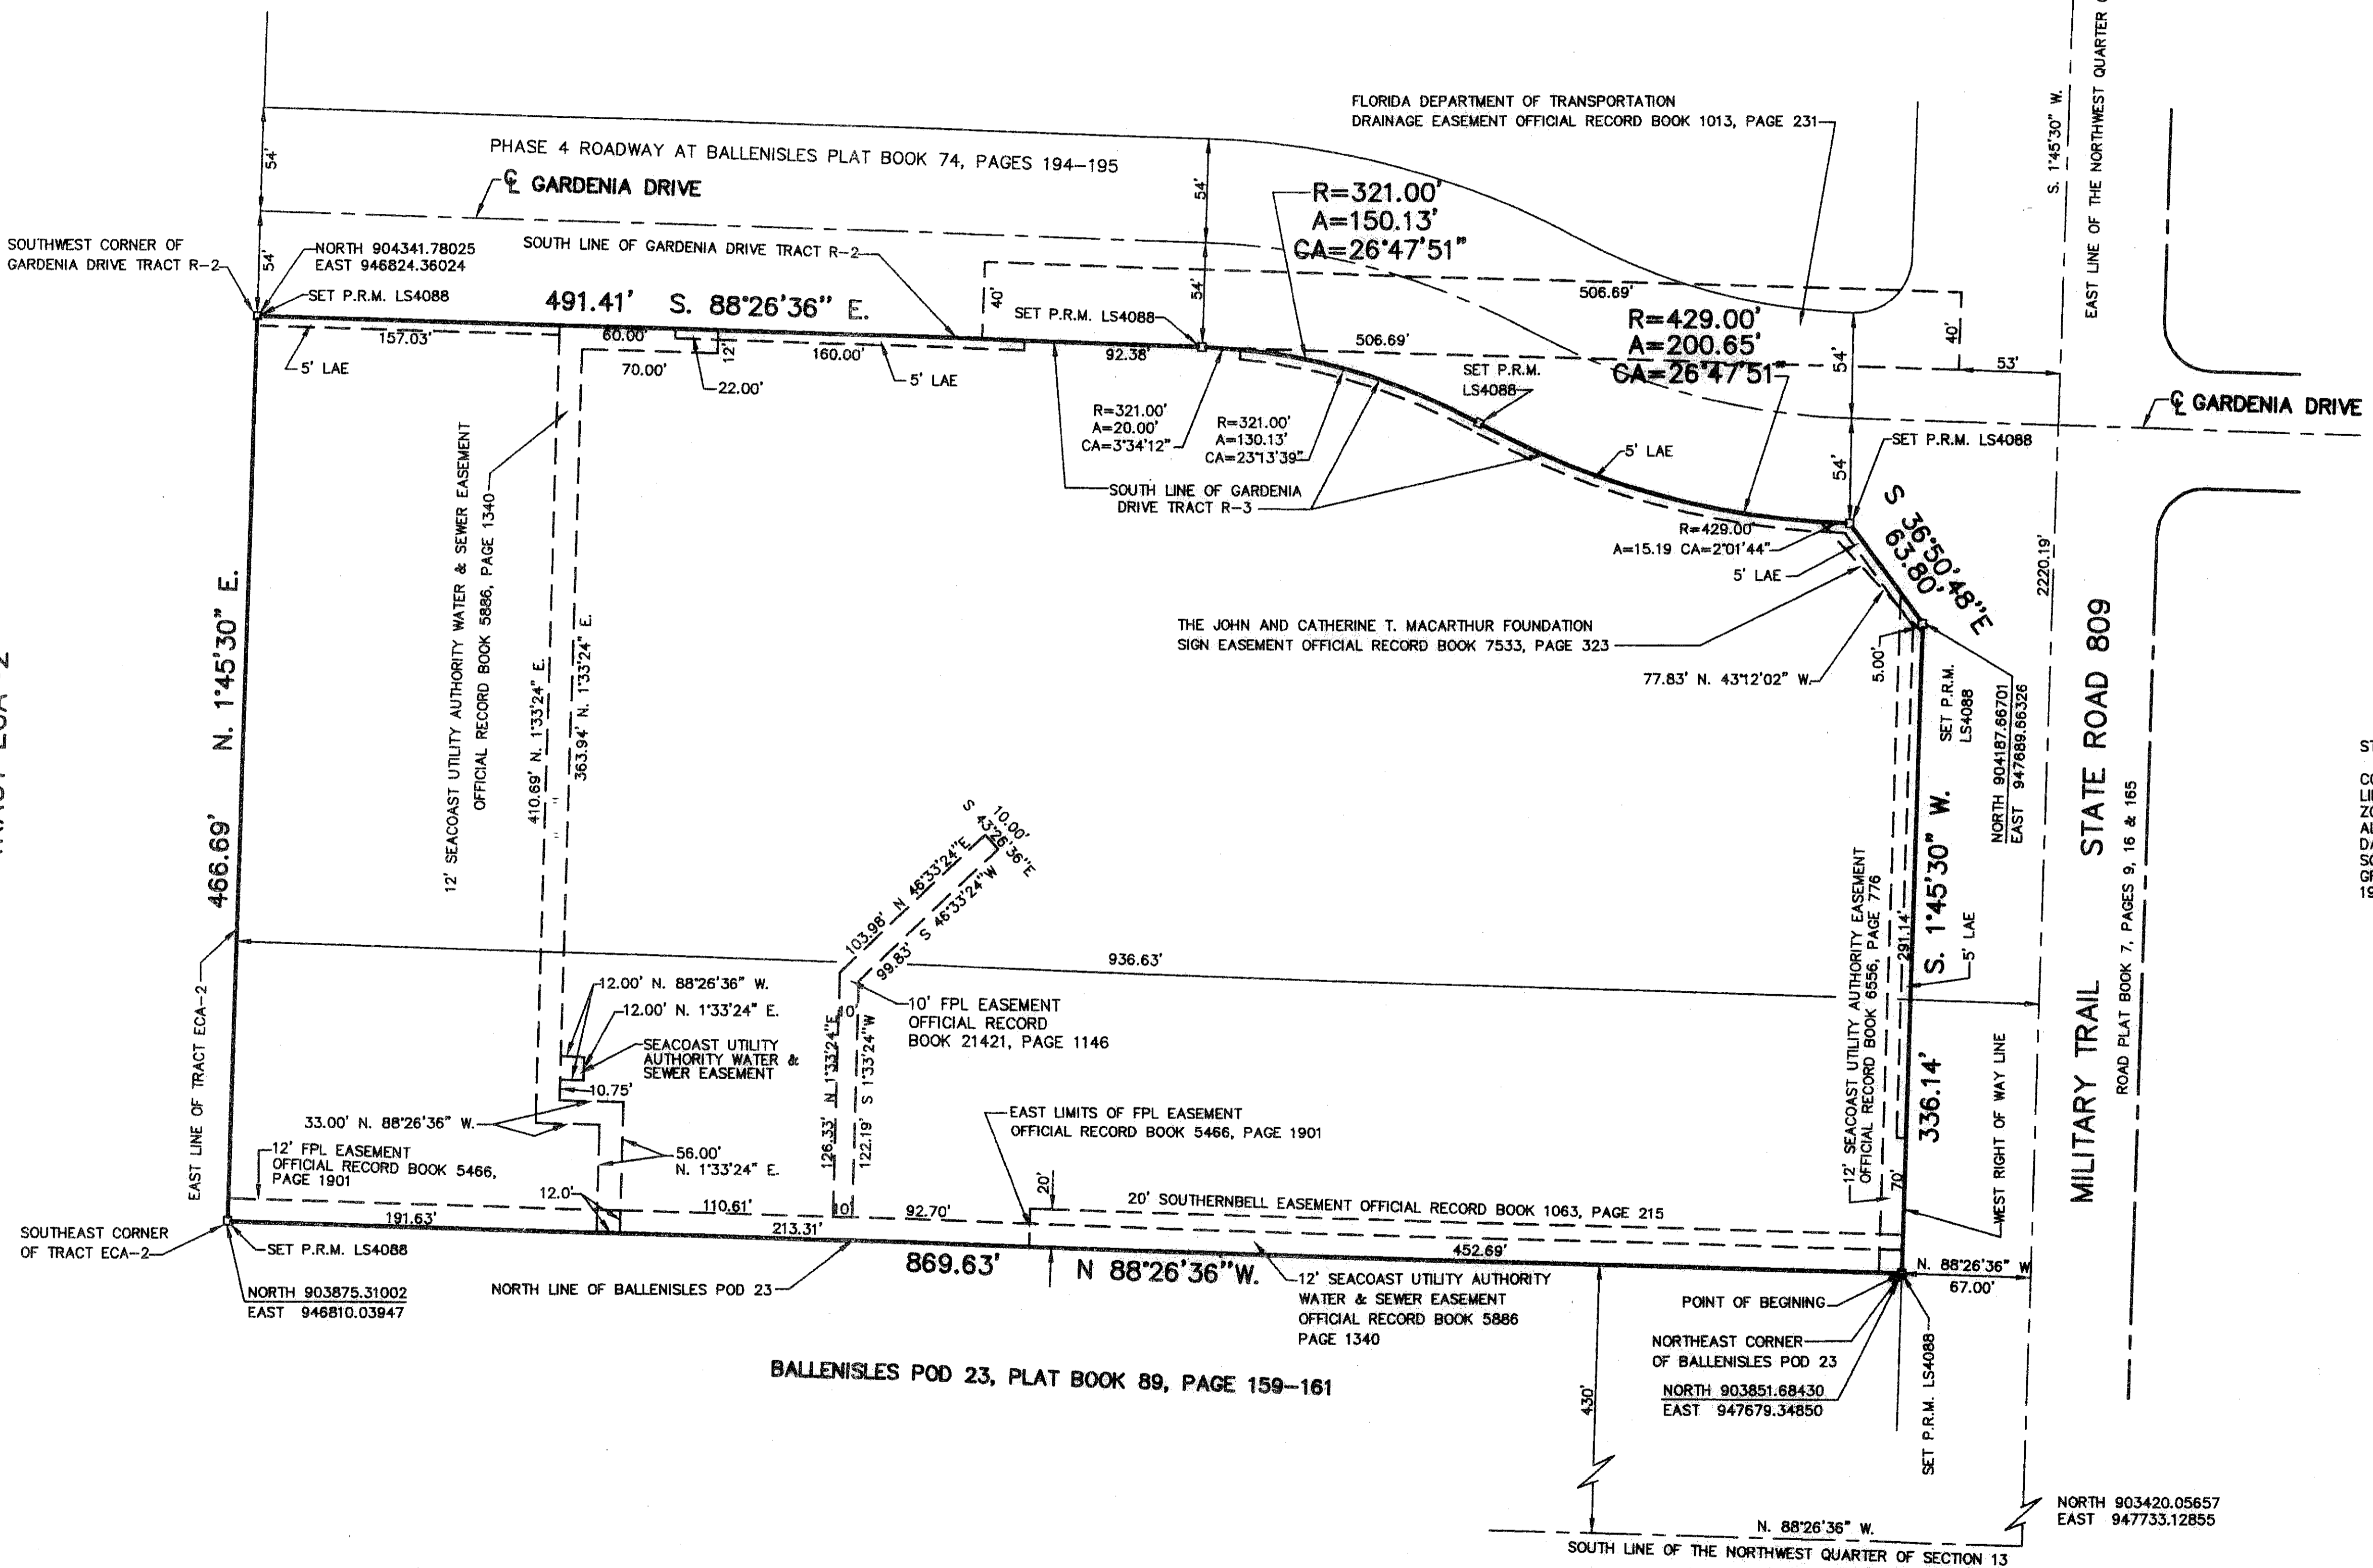 FLORIDA DEPARTMENT OF TRANSPORTATION
DRAINAGE EASEMENT OFFICIAL RECORD BOOK 1013, PAGE 231
S. 1°45'30" W.
EAST LINE OF THE NORTHWEST QUARTER
54'
PHASE 4 ROADWAY AT BALLENISLES PLAT BOOK 74, PAGES 194-195
℄ GARDENIA DRIVE
54'
R=321.00'
A=150.13'
CA=26°47'51"
SOUTHWEST CORNER OF
GARDENIA DRIVE TRACT R-2
54'
NORTH 904341.78025
EAST 946824.36024
SET P.R.M. LS4088
SOUTH LINE OF GARDENIA DRIVE TRACT R-2
491.41' S. 88°26'36" E.
40'
54'
SET P.R.M. LS4088
506.69'
R=429.00'
A=200.65'
CA=26°47'51"
54'
40'
53'
157.03'
5' LAE
60.00'
12'
70.00'
22.00'
160.00'
5' LAE
92.38'
506.69'
SET P.R.M.
LS4088
℄ GARDENIA DRIVE
R=321.00'
A=20.00'
CA=3°34'12"
R=321.00'
A=130.13'
CA=23°13'39"
5' LAE
54'
SET P.R.M. LS4088
SOUTH LINE OF GARDENIA
DRIVE TRACT R-3
R=429.00'
A=15.19 CA=2°01'44"
5' LAE
S 36°50'48"E
63.80'
2220.19'
12' SEACOAST UTILITY AUTHORITY WATER & SEWER EASEMENT
OFFICIAL RECORD BOOK 5886, PAGE 1340
410.69' N. 1°33'24" E.
363.94' N. 1°33'24" E.
466.69' N. 1°45'30" E.
THE JOHN AND CATHERINE T. MACARTHUR FOUNDATION
SIGN EASEMENT OFFICIAL RECORD BOOK 7533, PAGE 323
77.83' N. 43°12'02" W.
5.00'
SET P.R.M.
LS4088
NORTH 904187.66701
EAST 947689.66326
MILITARY TRAIL STATE ROAD 809
ROAD PLAT BOOK 7, PAGES 9, 16 & 165
S
43°26'36"E
10.00'
103.98' N 46°33'24"E
99.83' S 46°33'24"W
936.63'
12' SEACOAST UTILITY AUTHORITY EASEMENT
OFFICIAL RECORD BOOK 6556, PAGE 776
291.14'
336.14' S. 1°45'30" W.
5' LAE
EAST LINE OF TRACT ECA-2
12.00' N. 88°26'36" W.
12.00' N. 1°33'24" E.
SEACOAST UTILITY
AUTHORITY WATER &
SEWER EASEMENT
10.75'
10'
10' FPL EASEMENT
OFFICIAL RECORD
BOOK 21421, PAGE 1146
126.33' N 1°33'24"E
122.19' S 1°33'24"W
33.00' N. 88°26'36" W.
56.00'
N. 1°33'24" E.
EAST LIMITS OF FPL EASEMENT
OFFICIAL RECORD BOOK 5466, PAGE 1901
WEST RIGHT OF WAY LINE
12' FPL EASEMENT
OFFICIAL RECORD BOOK 5466,
PAGE 1901
12.0'
110.61'
10'
92.70'
20'
20' SOUTHERNBELL EASEMENT OFFICIAL RECORD BOOK 1063, PAGE 215
70'
191.63'
213.31'
452.69'
SOUTHEAST CORNER
OF TRACT ECA-2
SET P.R.M. LS4088
869.63' N 88°26'36"W.
N. 88°26'36" W
67.00'
NORTH 903875.31002
EAST 946810.03947
NORTH LINE OF BALLENISLES POD 23
12' SEACOAST UTILITY AUTHORITY
WATER & SEWER EASEMENT
OFFICIAL RECORD BOOK 5886
PAGE 1340
POINT OF BEGINING
NORTHEAST CORNER
OF BALLENISLES POD 23
NORTH 903851.68430
EAST 947679.34850
SET P.R.M. LS4088
BALLENISLES POD 23, PLAT BOOK 89, PAGE 159-161
430'
NORTH 903420.05657
EAST 947733.12855
N. 88°26'36" W.
SOUTH LINE OF THE NORTHWEST QUARTER OF SECTION 13